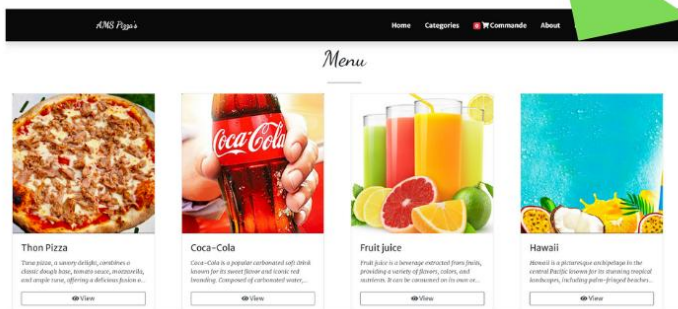 AMS Pizza's
Home Categories 0 Commande About
Menu
Coca-Cola
Thon Pizza
Tuna pizza, a savory delight, combines a
classic dough base, tomato sauce, mozzarella,
and ample tuna, offering a delicious fusion o...
View
Coca-Cola
Coca-Cola is a popular carbonated soft drink
known for its sweet flavor and iconic red
branding. Composed of carbonated water,...
View
Fruit juice
Fruit juice is a beverage extracted from fruits,
providing a variety of flavors, colors, and
nutrients. It can be consumed on its own or...
View
Hawaii
Hawaii is a picturesque archipelago in the
central Pacific known for its stunning tropical
landscapes, including palm-fringed beaches...
View